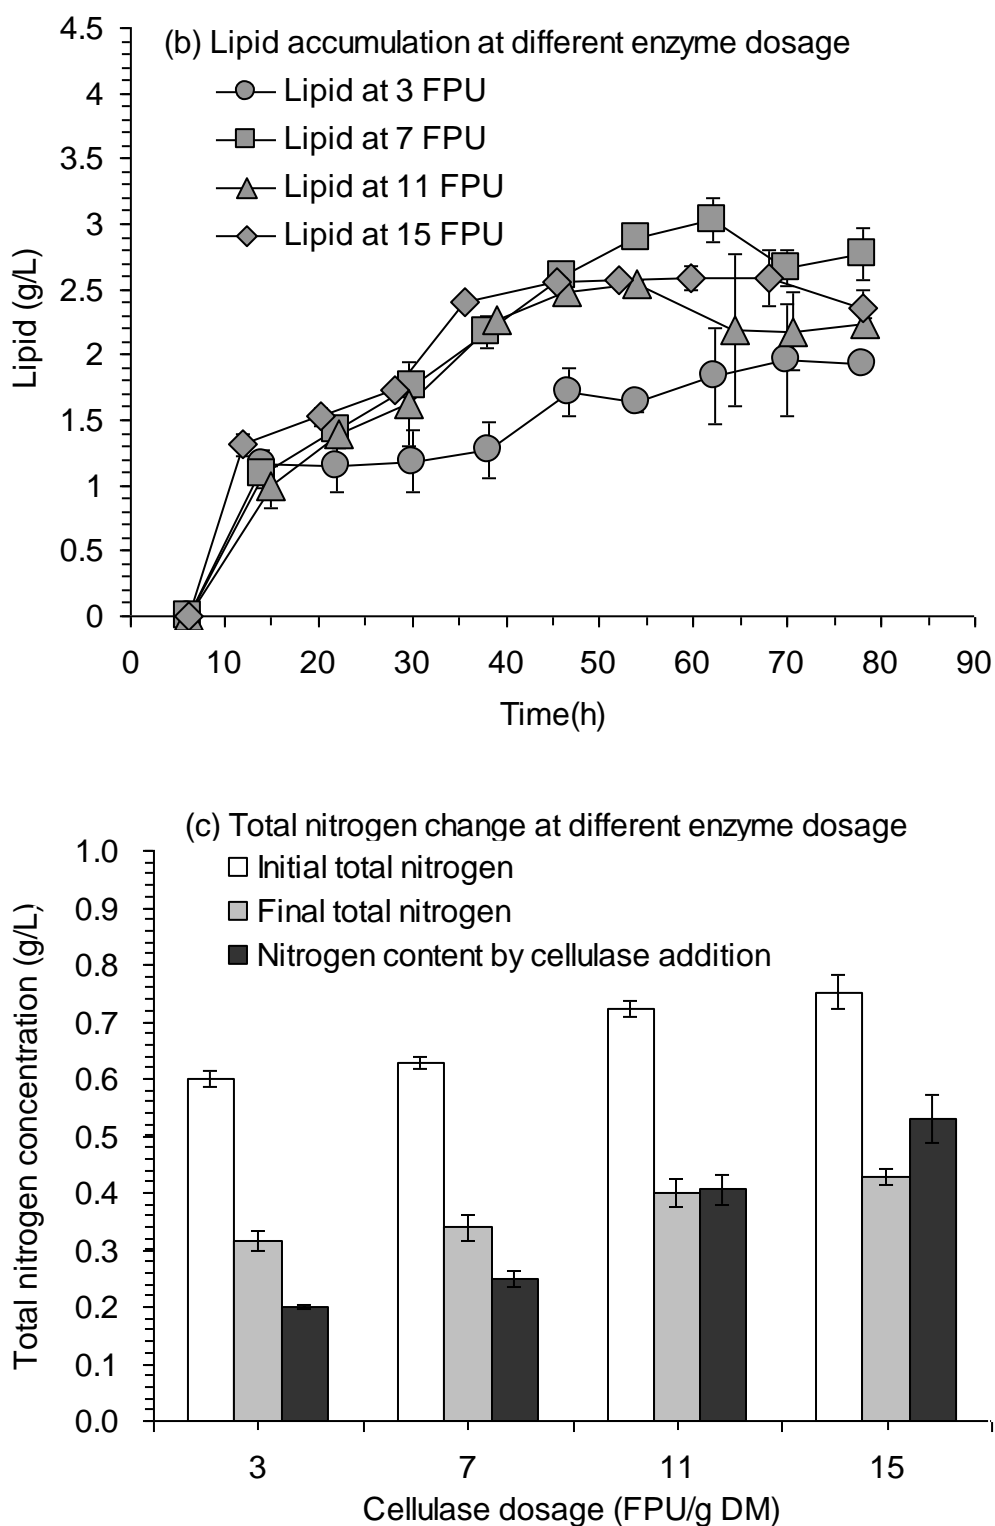 (b) Lipid accumulation at different enzyme dosage
Lipid at 3 FPU
Lipid at 7 FPU
Lipid at 11 FPU
Lipid at 15 FPU
Lipid (g/L)
4.5
4
3.5
3
2.5
2
1.5
1
0.5
0
0 10 20 30 40 50 60 70 80 90
Time(h)
(c) Total nitrogen change at different enzyme dosage
Initial total nitrogen
Final total nitrogen
Nitrogen content by cellulase addition
Total nitrogen concentration (g/L)
1.0
0.9
0.8
0.7
0.6
0.5
0.4
0.3
0.2
0.1
0.0
3 7 11 15
Cellulase dosage (FPU/g DM)